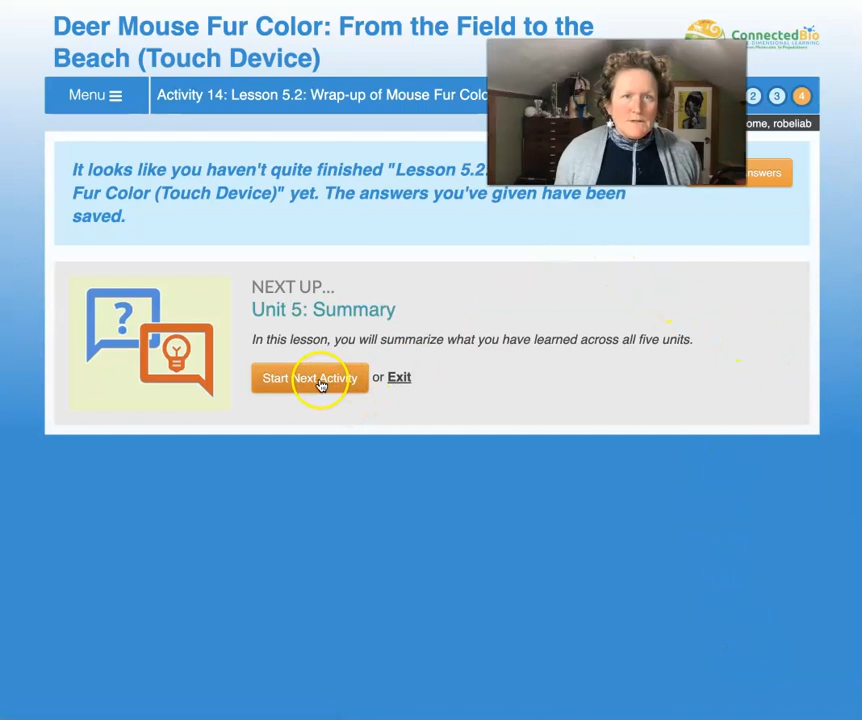 Deer Mouse Fur Color: From the Field to the
Beach (Touch Device)
ConnectedBio
Menu
Activity 14: Lesson 5.2: Wrap-up of Mouse Fur Colo
2 3 4
ome, robeliab
It looks like you haven't quite finished "Lesson 5.2
Fur Color (Touch Device)" yet. The answers you've given have been
saved.
nswers
NEXT UP...
Unit 5: Summary
In this lesson, you will summarize what you have learned across all five units.
?
Start Next Activity or Exit